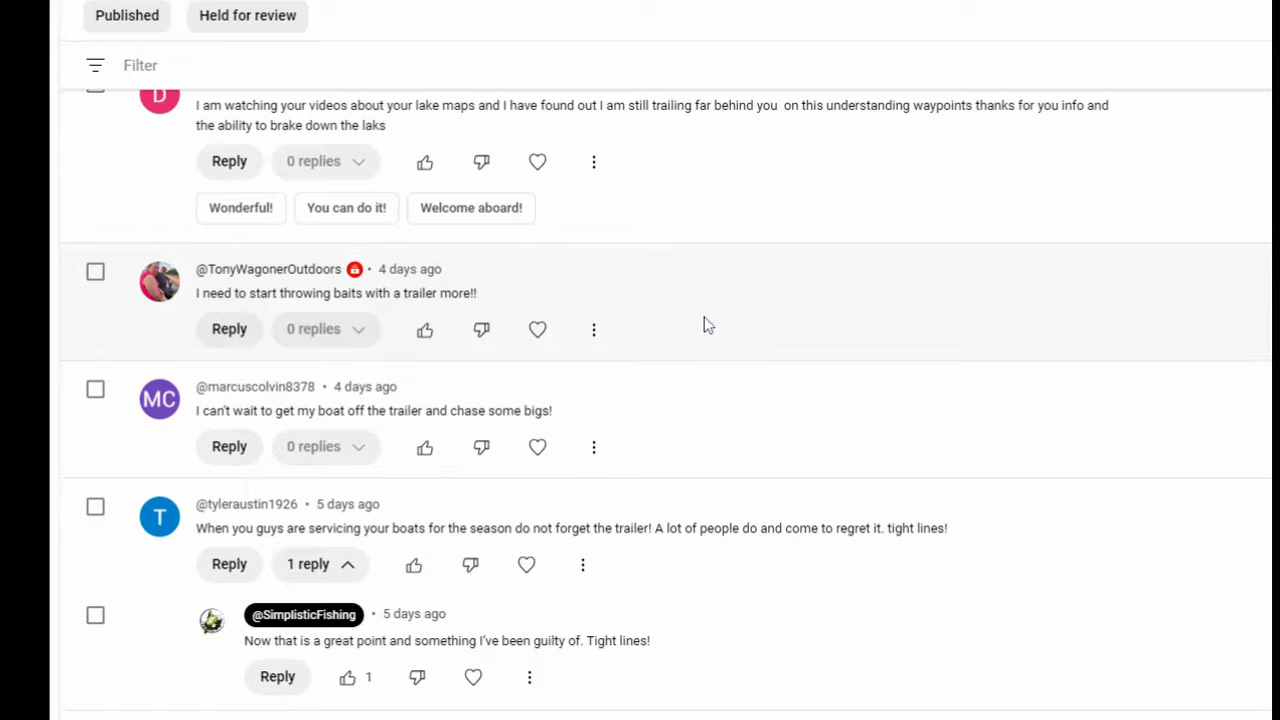 Published
Held for review
Filter
D
I am watching your videos about your lake maps and I have found out I am still trailing far behind you on this understanding waypoints thanks for you info and
the ability to brake down the laks
Reply
0 replies
Wonderful!
You can do it!
Welcome aboard!
@TonyWagonerOutdoors • 4 days ago
I need to start throwing baits with a trailer more!!
Reply
0 replies
MC
@marcuscolvin8378 • 4 days ago
I can't wait to get my boat off the trailer and chase some bigs!
Reply
0 replies
T
@tyleraustin1926 • 5 days ago
When you guys are servicing your boats for the season do not forget the trailer! A lot of people do and come to regret it. tight lines!
Reply
1 reply
@SimplisticFishing • 5 days ago
Now that is a great point and something I've been guilty of. Tight lines!
Reply
1